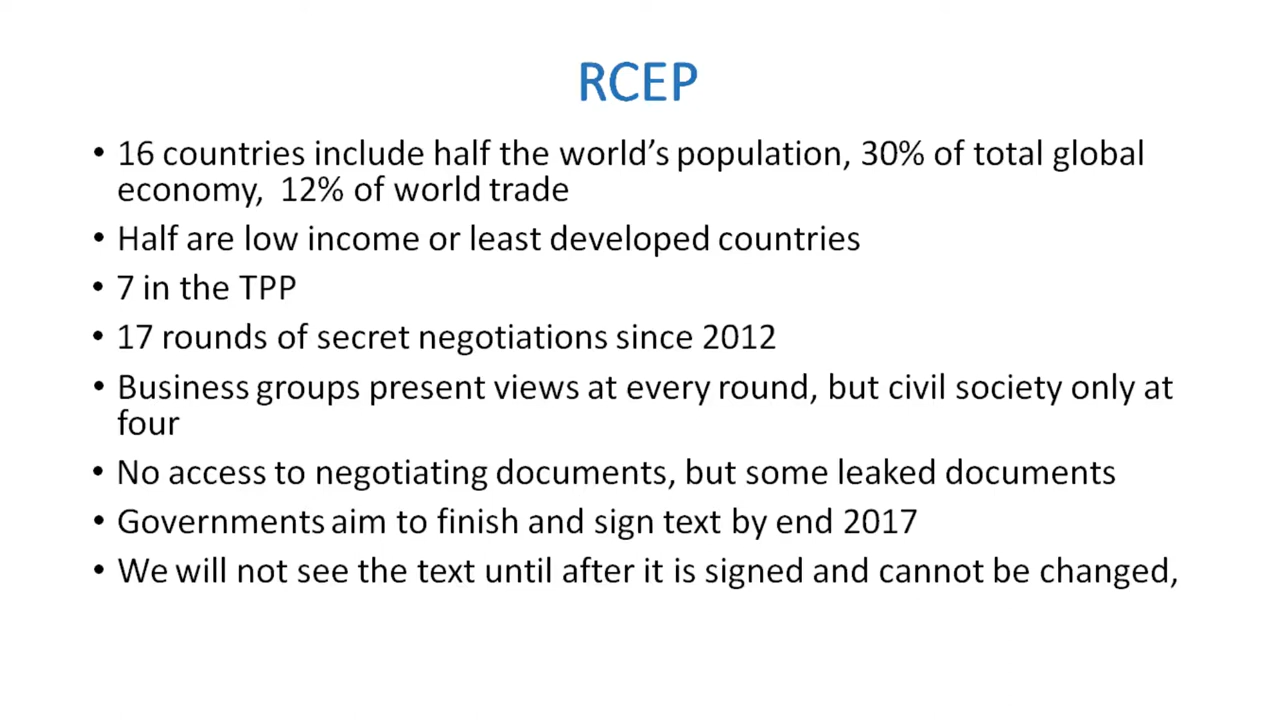 RCEP
• 16 countries include half the world's population, 30% of total global
economy,  12% of world trade
• Half are low income or least developed countries
• 7 in the TPP
• 17 rounds of secret negotiations since 2012
• Business groups present views at every round, but civil society only at
four
• No access to negotiating documents, but some leaked documents
• Governments aim to finish and sign text by end 2017
• We will not see the text until after it is signed and cannot be changed,